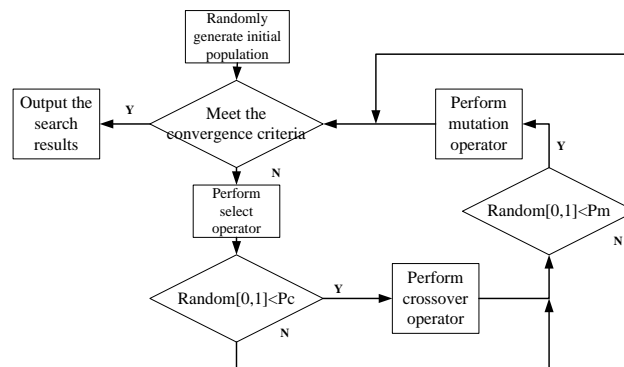 Randomly
generate initial
population
Output the
search
results
Y
Meet the
convergence criteria
Perform
mutation
operator
N
Y
Perform
select
operator
Random[0,1]<Pm
N
Random[0,1]<Pc
Y
Perform
crossover
operator
N